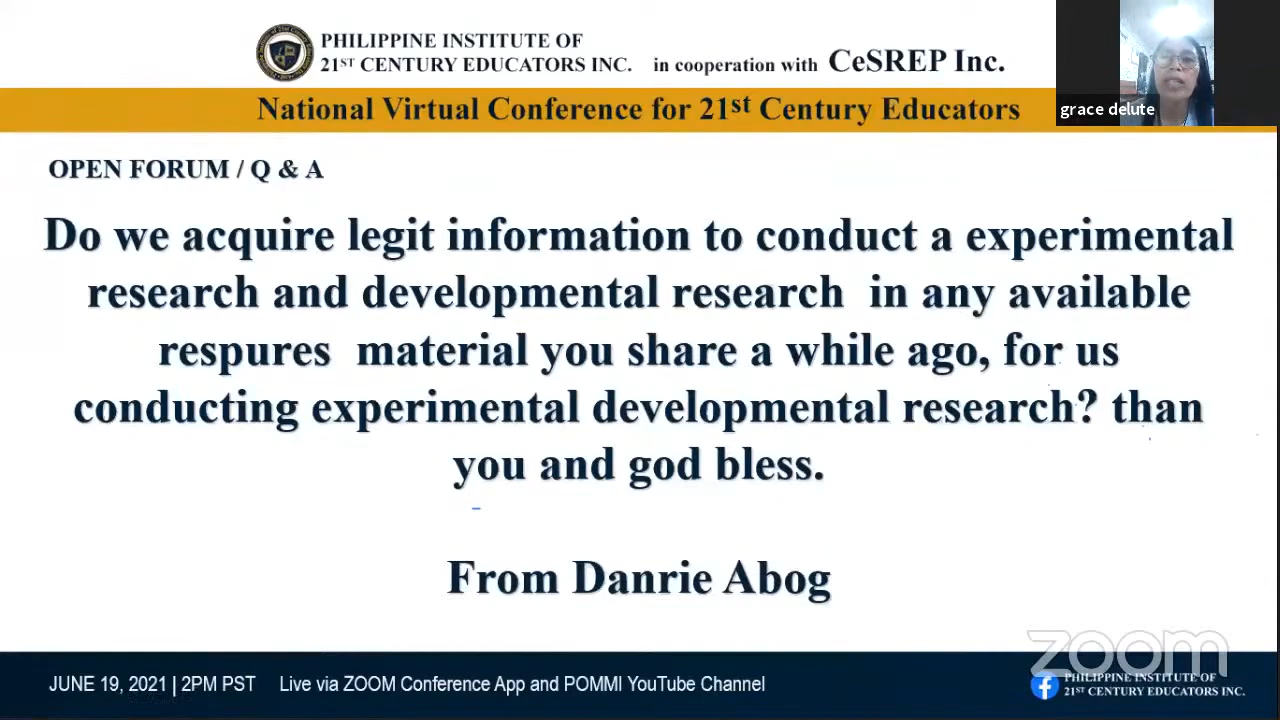 PHILIPPINE INSTITUTE OF
21ST CENTURY EDUCATORS INC. in cooperation with CeSREP Inc.
National Virtual Conference for 21st Century Educators
grace delute
OPEN FORUM / Q & A
Do we acquire legit information to conduct a experimental
research and developmental research in any available
respures material you share a while ago, for us
conducting experimental developmental research? than
you and god bless.
From Danrie Abog
zoom
JUNE 19, 2021 | 2PM PST Live via ZOOM Conference App and POMMI YouTube Channel
PHILIPPINE INSTITUTE OF
21ST CENTURY EDUCATORS INC.